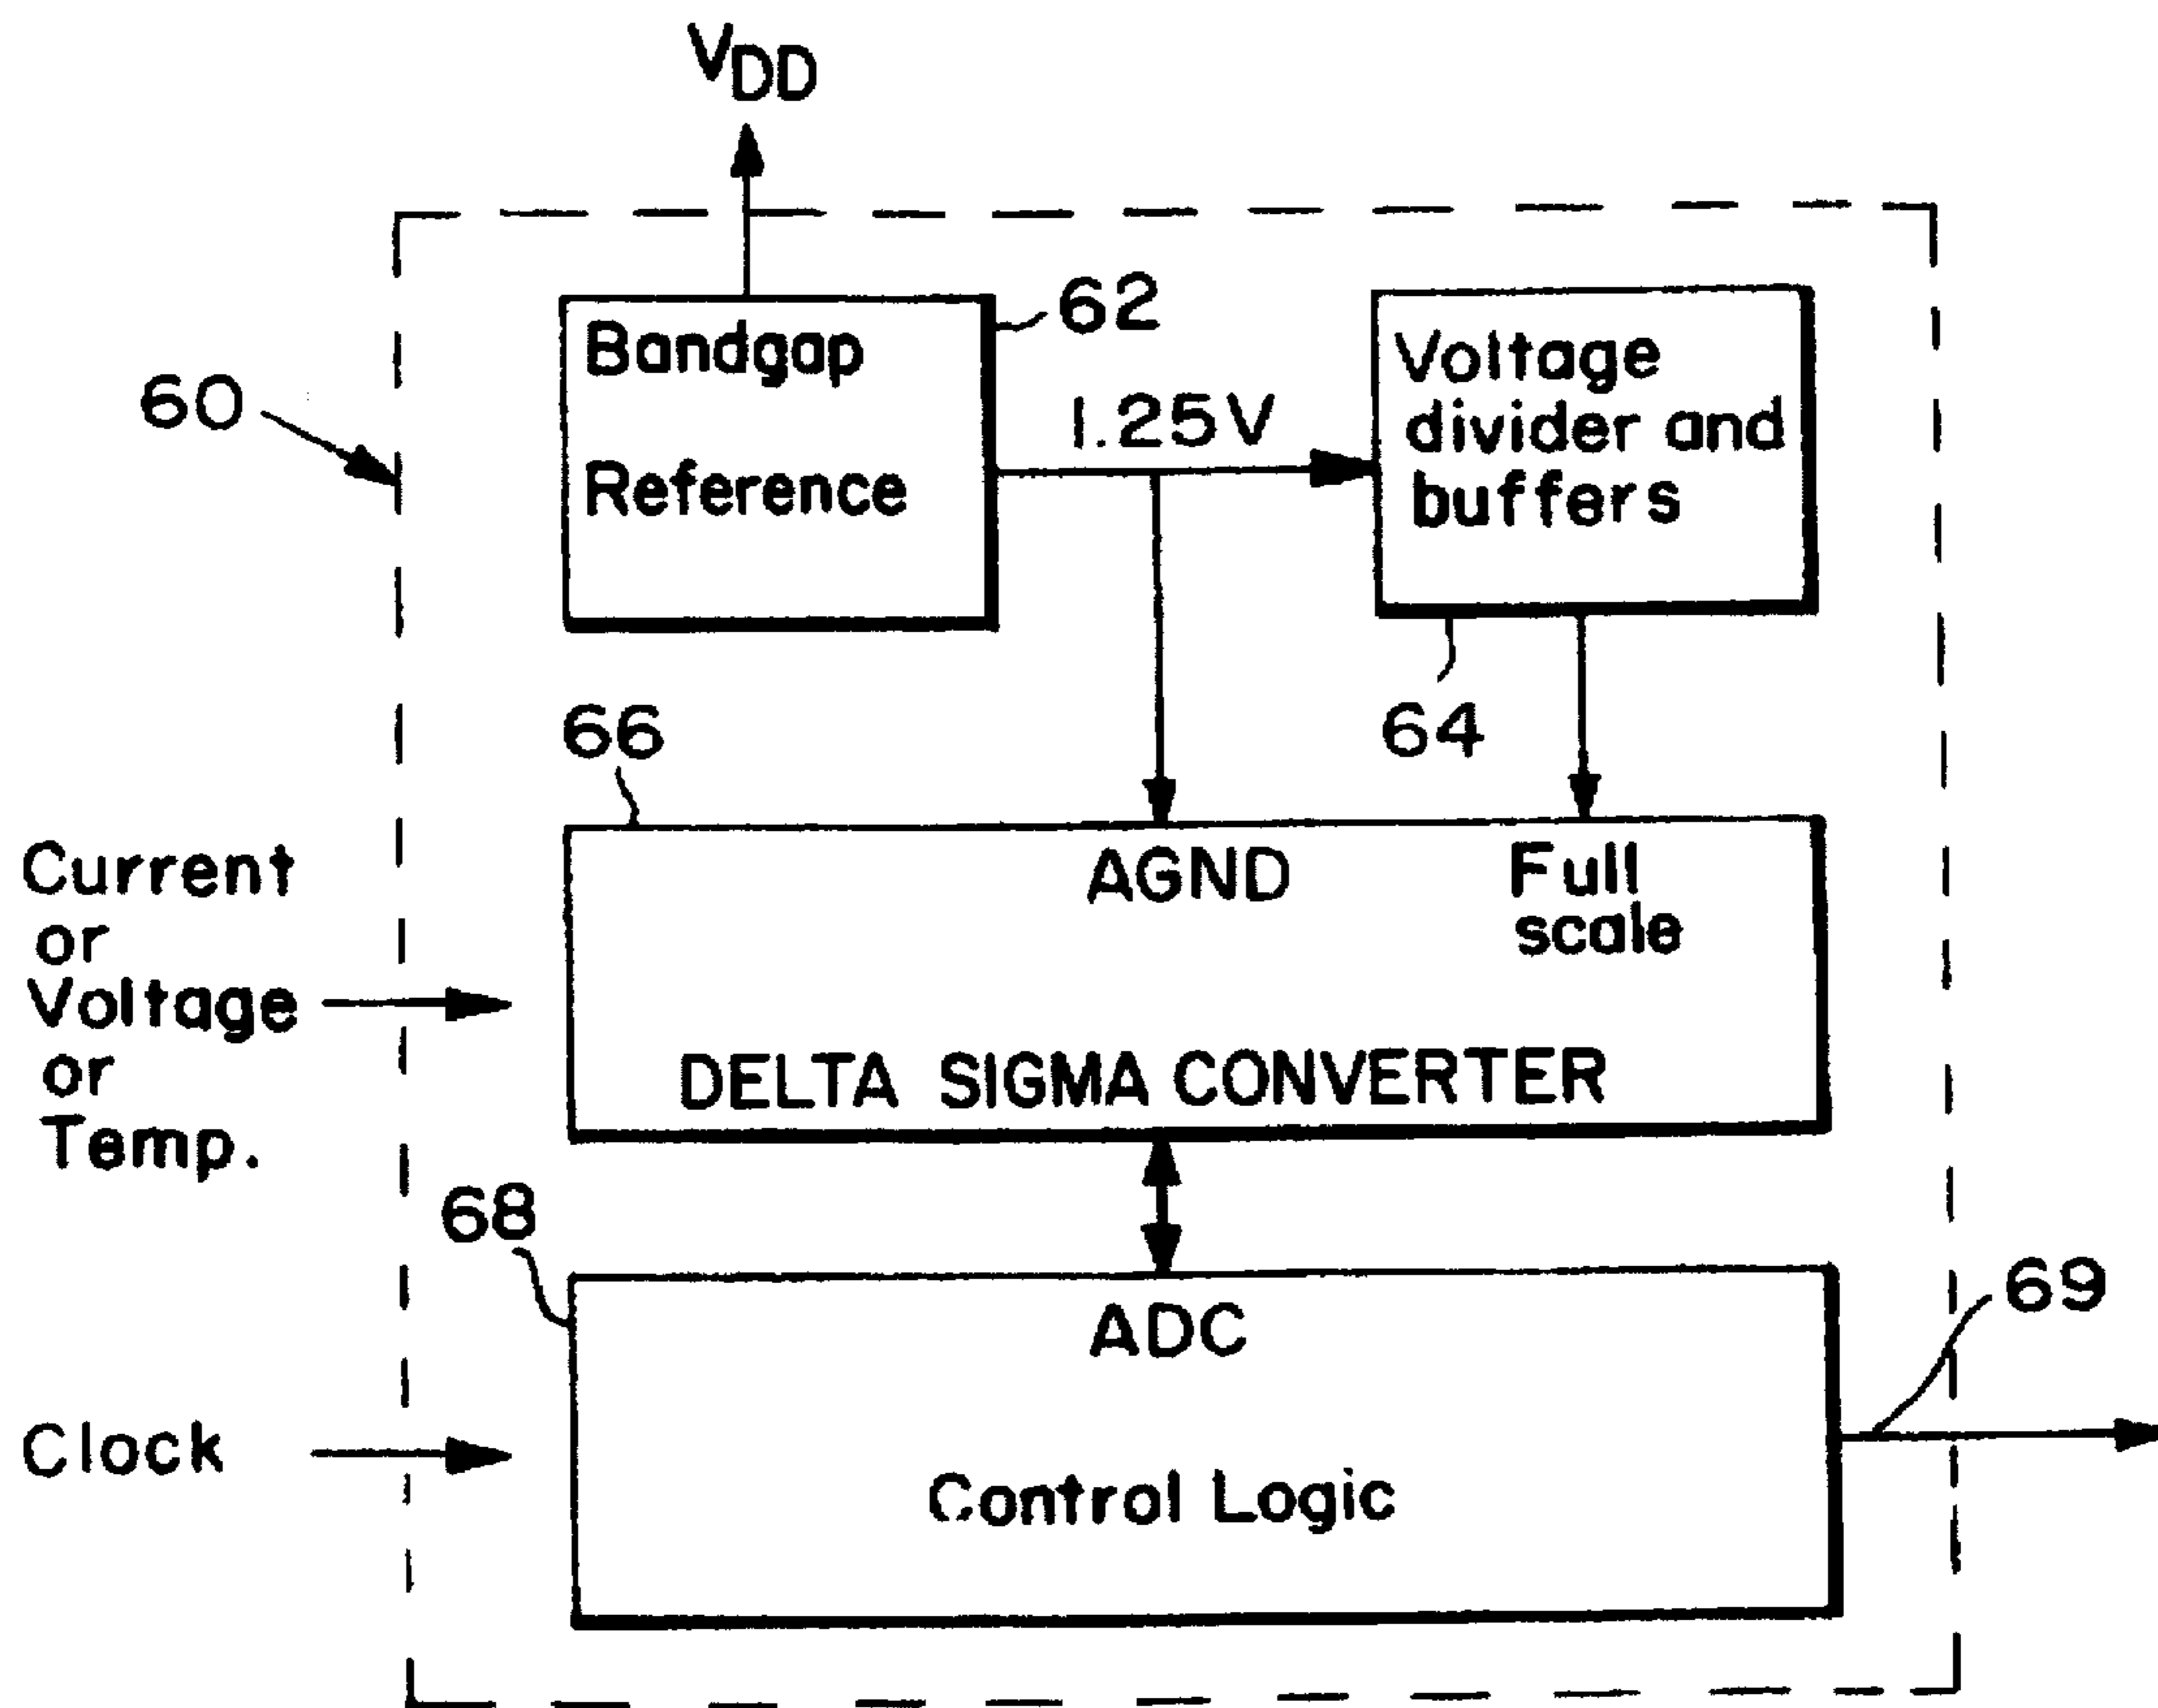 VDD
62
Bandgap
Reference
60
1.25V
Voltage
divider and
buffers
66
64
Current
or
Voltage
or
Temp.
AGND
Full
scale
DELTA SIGMA CONVERTER
68
69
ADC
Clock
Control Logic